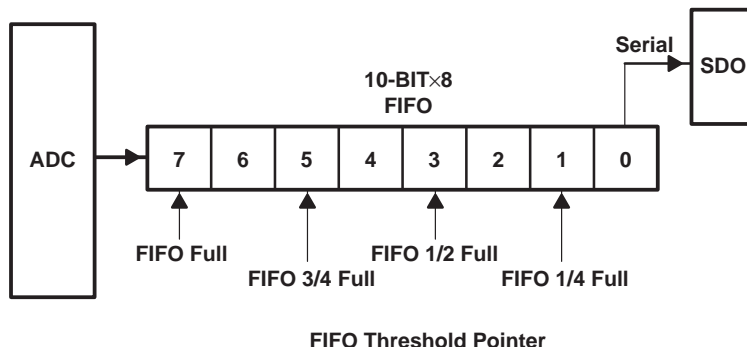 Serial
SDO
10-BIT×8
FIFO
ADC
7 6 5 4 3 2 1 0
FIFO Full
FIFO 1/2 Full
FIFO 3/4 Full
FIFO 1/4 Full
FIFO Threshold Pointer